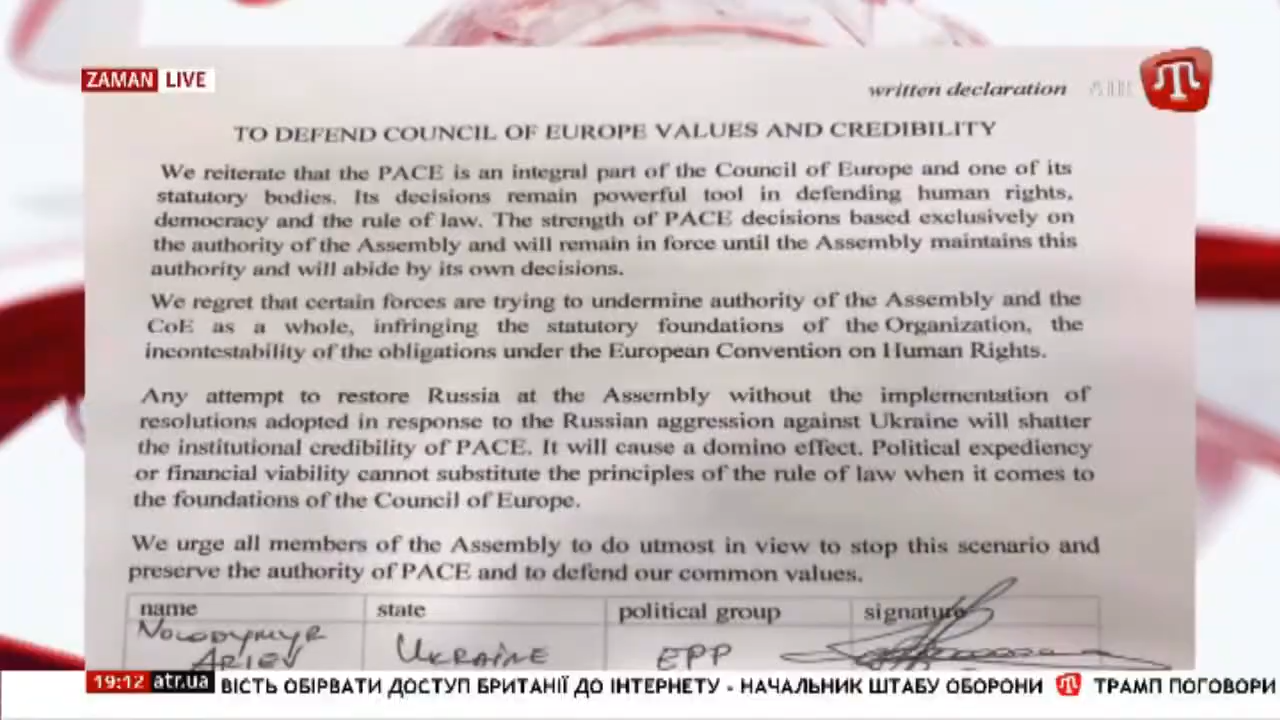 ZAMAN LIVE
written declaration
TO DEFEND COUNCIL OF EUROPE VALUES AND CREDIBILITY
We reiterate that the PACE is an integral part of the Council of Europe and one of its
statutory bodies. Its decisions remain powerful tool in defending human rights,
democracy and the rule of law. The strength of PACE decisions based exclusively on
the authority of the Assembly and will remain in force until the Assembly maintains this
authority and will abide by its own decisions.
We regret that certain forces are trying to undermine authority of the Assembly and the
CoE as a whole, infringing the statutory foundations of the Organization, the
incontestability of the obligations under the European Convention on Human Rights.
Any attempt to restore Russia at the Assembly without the implementation of
resolutions adopted in response to the Russian aggression against Ukraine will shatter
the institutional credibility of PACE. It will cause a domino effect. Political expediency
or financial viability cannot substitute the principles of the rule of law when it comes to
the foundations of the Council of Europe.
We urge all members of the Assembly to do utmost in view to stop this scenario and
preserve the authority of PACE and to defend our common values.
name state political group signature
Volodymyr
ARIEV UKRAINE EPP
19:12 atr.ua ВІСТЬ ОБІРВАТИ ДОСТУП БРИТАНІЇ ДО ІНТЕРНЕТУ - НАЧАЛЬНИК ШТАБУ ОБОРОНИ ТРАМП ПОГОВОРИ